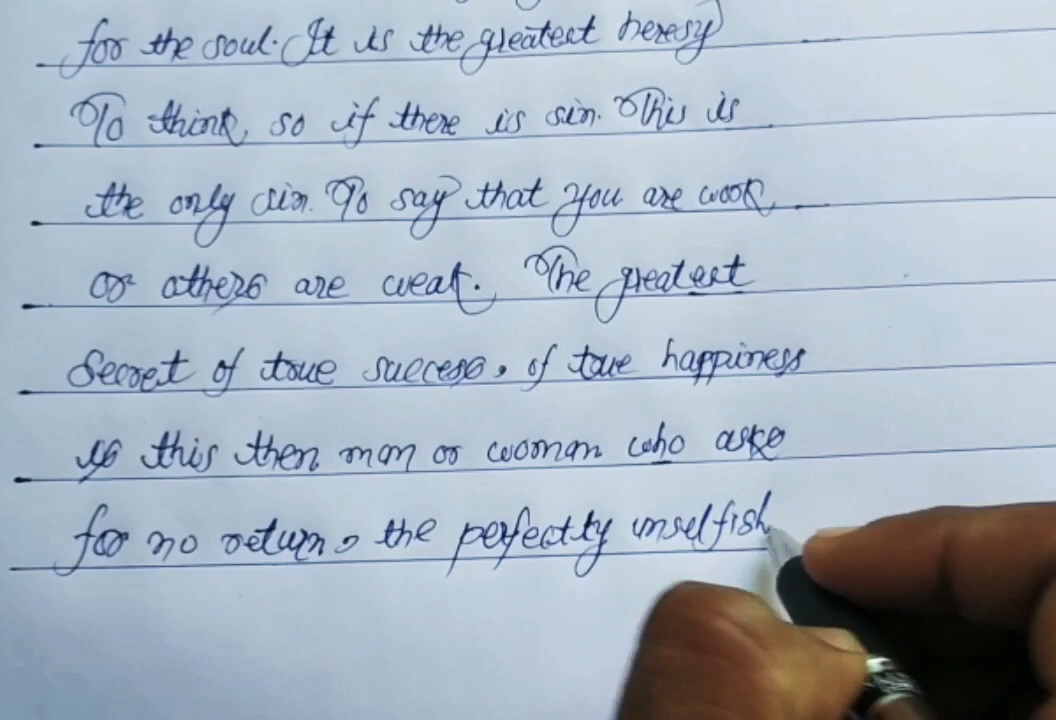 for the soul. It is the greatest heresy
To think, so if there is sin. This is
the only sin. To say that you are weak,
or others are weak. The greatest
Secret of true success, of true happiness
is this then man or woman who asks
for no return, the perfectly unselfish